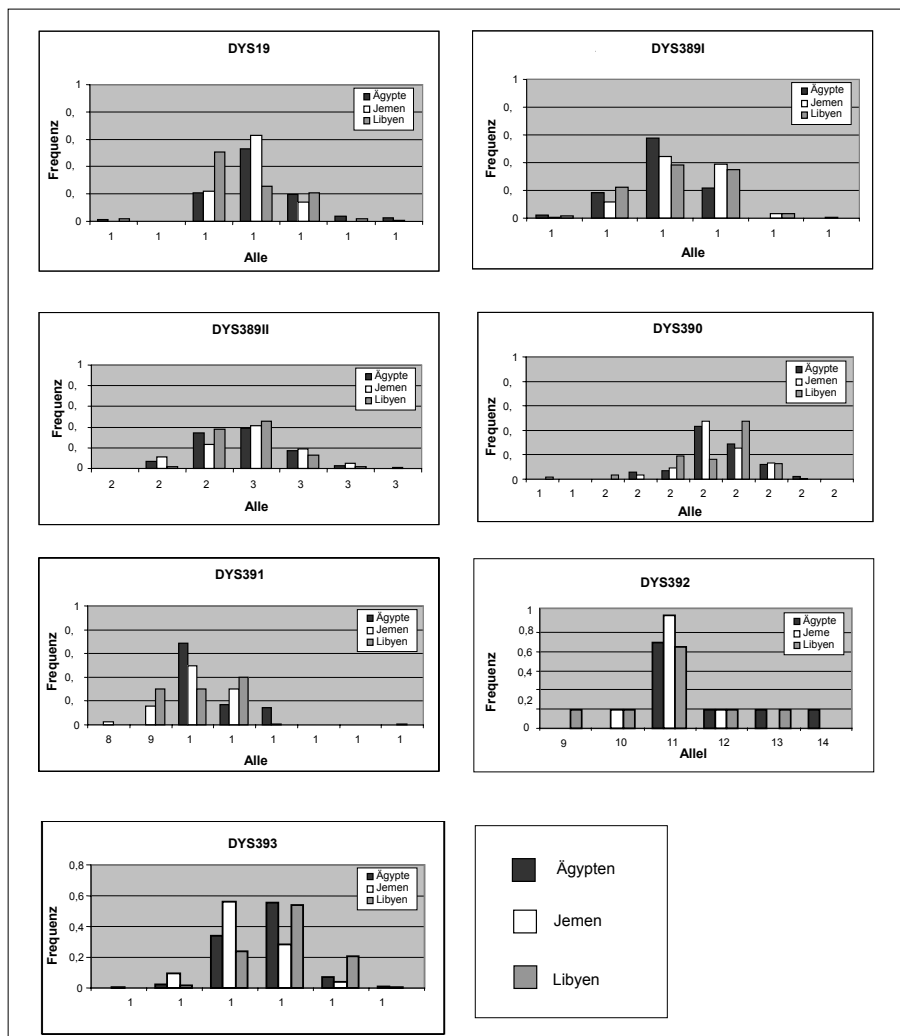 DYS19
1
0,
0,
0,
0,
0
Frequenz
Ägypte
Jemen
Libyen
1 1 1 1 1 1 1
Alle
DYS389I
1
0,
0,
0,
0,
0
Frequenz
Ägypte
Jemen
Libyen
1 1 1 1 1 1
Alle
DYS389II
1
0,
0,
0,
0,
0
Frequenz
Ägypte
Jemen
Libyen
2 2 2 3 3 3 3
Alle
DYS390
1
0,
0,
0,
0,
0
Frequenz
Ägypte
Jemen
Libyen
1 1 2 2 2 2 2 2 2 2
Alle
DYS391
1
0,
0,
0,
0,
0
Frequenz
Ägypte
Jemen
Libyen
8 9 1 1 1 1 1 1
Alle
DYS392
1
0,8
0,6
0,4
0,2
0
Frequenz
Ägypte
Jeme
Libyen
9 10 11 12 13 14
Allel
DYS393
0,8
0,6
0,4
0,2
0
Frequenz
Ägypte
Jemen
Libyen
1 1 1 1 1 1
Ägypten
Jemen
Libyen